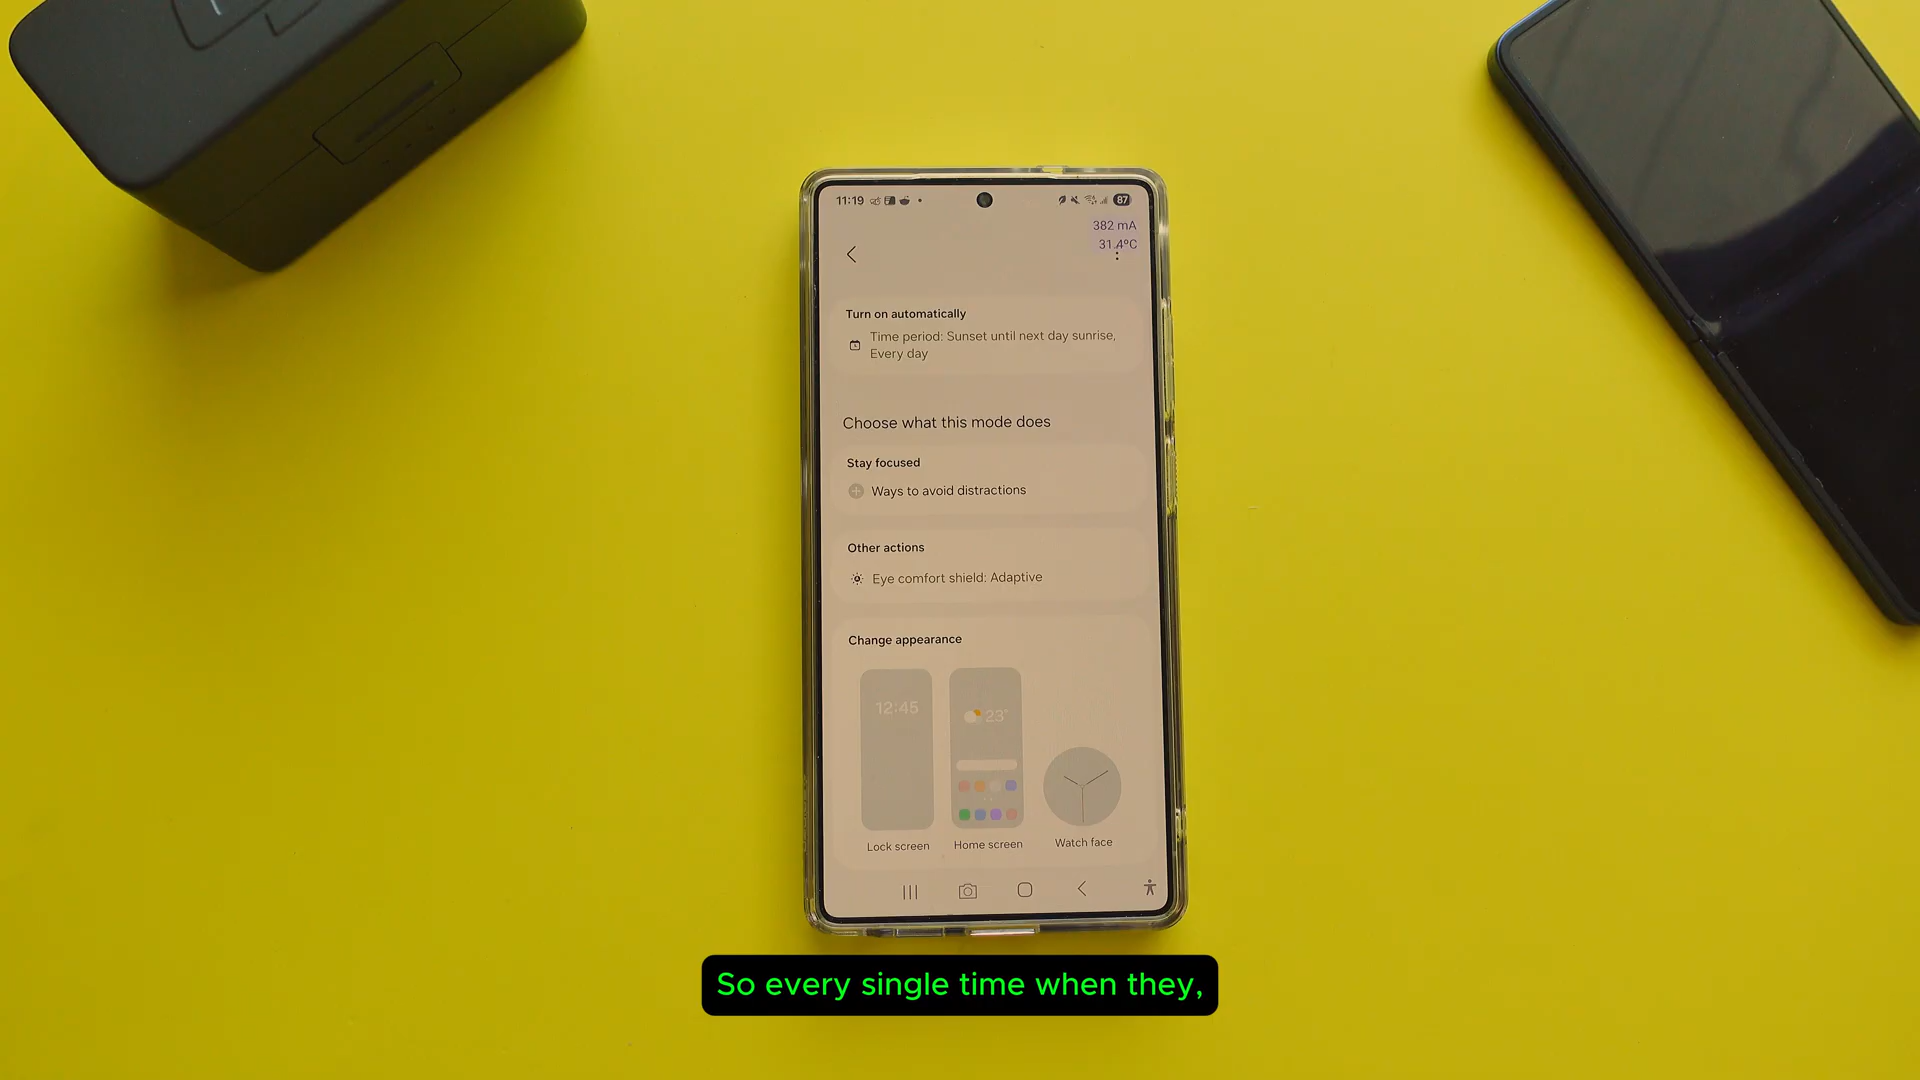 11:19
87
382 mA
31.4°C
Turn on automatically
Time period: Sunset until next day sunrise,
Every day
Choose what this mode does
Stay focused
Ways to avoid distractions
Other actions
Eye comfort shield: Adaptive
Change appearance
12:45
23°
Lock screen
Home screen
Watch face
So every single time when they,